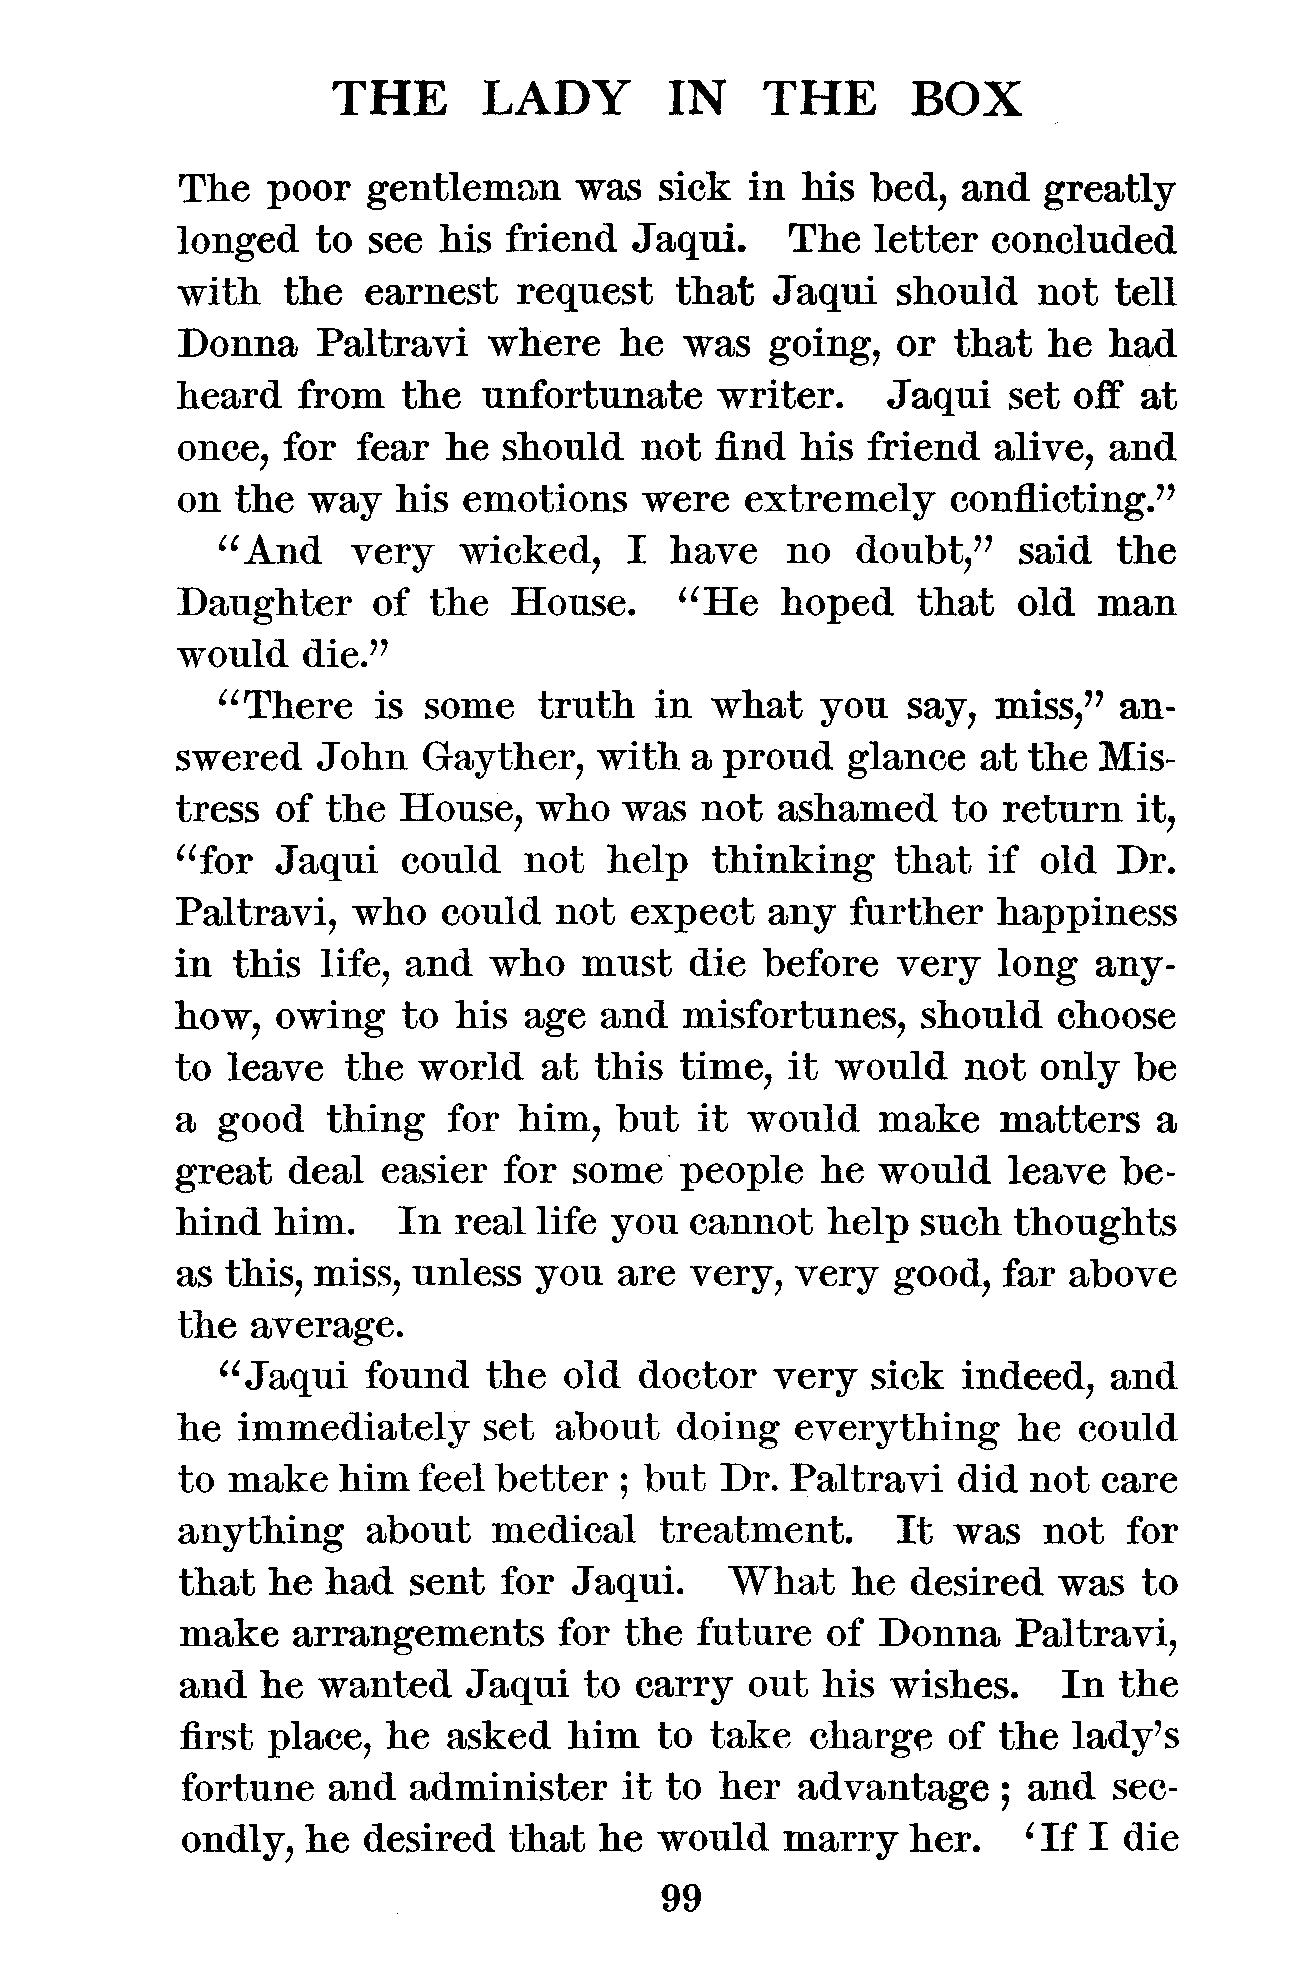 THE LADY IN THE BOX
The poor gentleman was sick in his bed, and greatly
longed to see his friend Jaqui. The letter concluded
with the earnest request that Jaqui should not tell
Donna Paltravi where he was going, or that he had
heard from the unfortunate writer. Jaqui set off at
once, for fear he should not find his friend alive, and
on the way his emotions were extremely conflicting.”
“And very wicked, I have no doubt,” said the
Daughter of the House. “He hoped that old man
would die.”
“There is some truth in what you say, miss,” an-
swered John Gayther, with a proud glance at the Mis-
tress of the House, who was not ashamed to return it,
“for Jaqui could not help thinking that if old Dr.
Paltravi, who could not expect any further happiness
in this life, and who must die before very long any-
how, owing to his age and misfortunes, should choose
to leave the world at this time, it would not only be
a good thing for him, but it would make matters a
great deal easier for some people he would leave be-
hind him. In real life you cannot help such thoughts
as this, miss, unless you are very, very good, far above
the average.
“Jaqui found the old doctor very sick indeed, and
he immediately set about doing everything he could
to make him feel better ; but Dr. Paltravi did not care
anything about medical treatment. It was not for
that he had sent for Jaqui. What he desired was to
make arrangements for the future of Donna Paltravi,
and he wanted Jaqui to carry out his wishes. In the
first place, he asked him to take charge of the lady’s
fortune and administer it to her advantage ; and sec-
ondly, he desired that he would marry her. ‘If I die
99